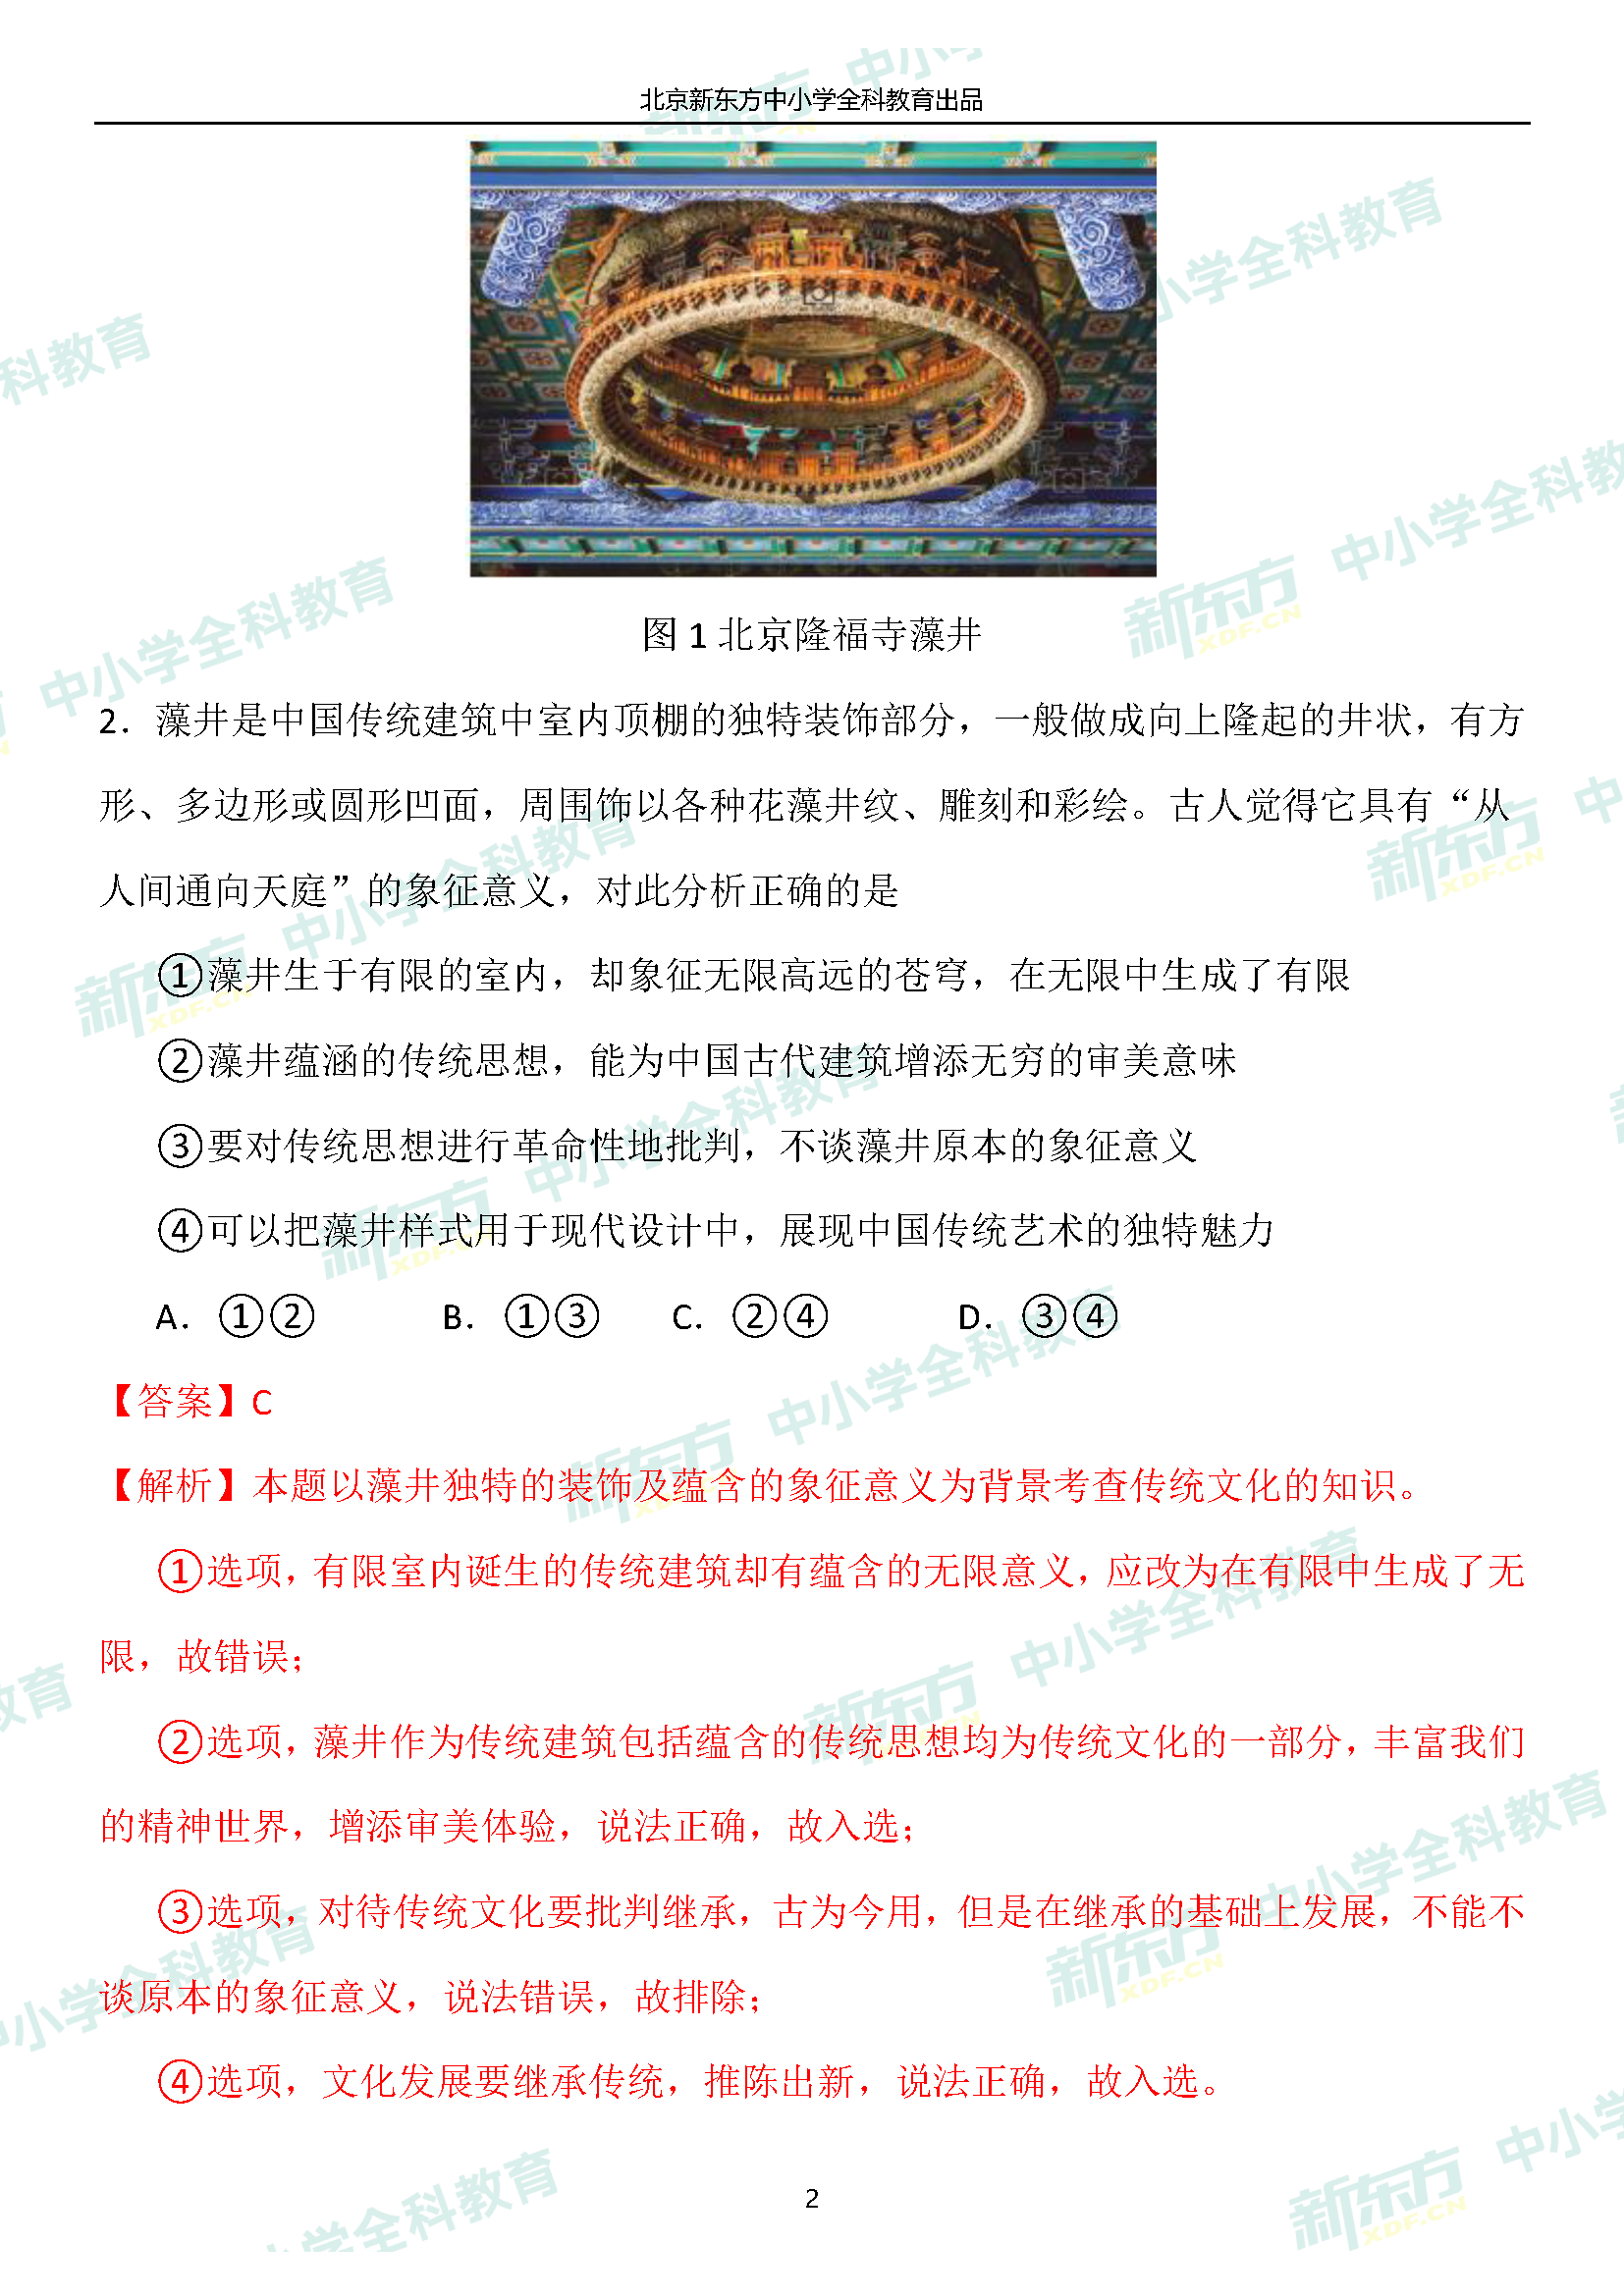 北京新东方中小学全科教育出品
图 1 北京隆福寺藻井
2．藻井是中国传统建筑中室内顶棚的独特装饰部分，一般做成向上隆起的井状，有方
形、多边形或圆形凹面，周围饰以各种花藻井纹、雕刻和彩绘。古人觉得它具有“从
人间通向天庭”的象征意义，对此分析正确的是
①藻井生于有限的室内，却象征无限高远的苍穹，在无限中生成了有限
②藻井蕴涵的传统思想，能为中国古代建筑增添无穷的审美意味
③要对传统思想进行革命性地批判，不谈藻井原本的象征意义
④可以把藻井样式用于现代设计中，展现中国传统艺术的独特魅力
A．①② B．①③ C．②④ D．③④
【答案】C
【解析】本题以藻井独特的装饰及蕴含的象征意义为背景考查传统文化的知识。
①选项，有限室内诞生的传统建筑却有蕴含的无限意义，应改为在有限中生成了无
限，故错误；
②选项，藻井作为传统建筑包括蕴含的传统思想均为传统文化的一部分，丰富我们
的精神世界，增添审美体验，说法正确，故入选；
③选项，对待传统文化要批判继承，古为今用，但是在继承的基础上发展，不能不
谈原本的象征意义，说法错误，故排除；
④选项，文化发展要继承传统，推陈出新，说法正确，故入选。
2
新东方 XDF.CN 中小学全科教育